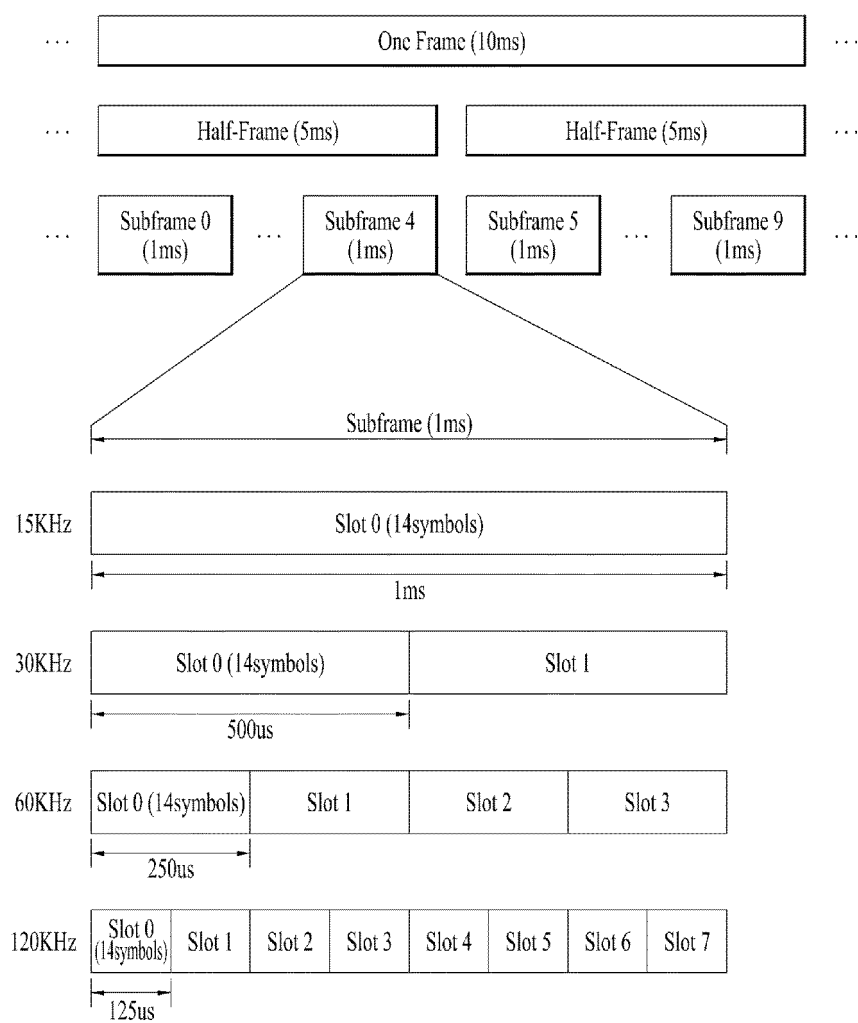 ... One Frame (10ms) ...
... Half-Frame (5ms) Half-Frame (5ms) ...
... Subframe 0 ... Subframe 4 Subframe 5 ... Subframe 9 ...
(1ms) (1ms) (1ms) (1ms)
Subframe (1ms)
15KHz Slot 0 (14symbols)
1ms
30KHz Slot 0 (14symbols) Slot 1
500us
60KHz Slot 0 (14symbols) Slot 1 Slot 2 Slot 3
250us
120KHz Slot 0 Slot 1 Slot 2 Slot 3 Slot 4 Slot 5 Slot 6 Slot 7
(14symbols)
125us